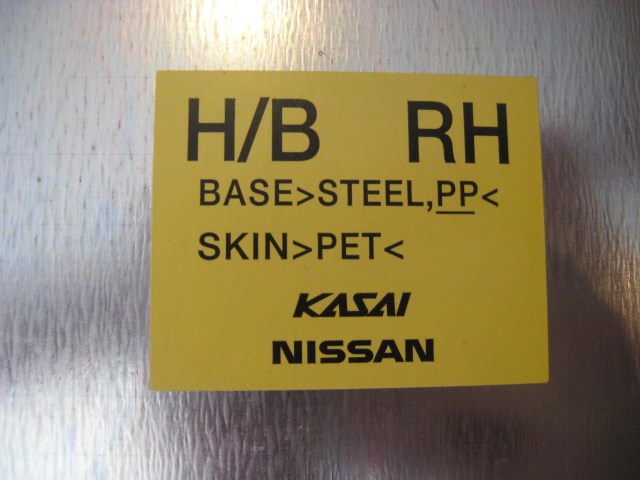 H/B RH
BASE>STEEL,PP<
SKIN>PET<
KASAI
NISSAN